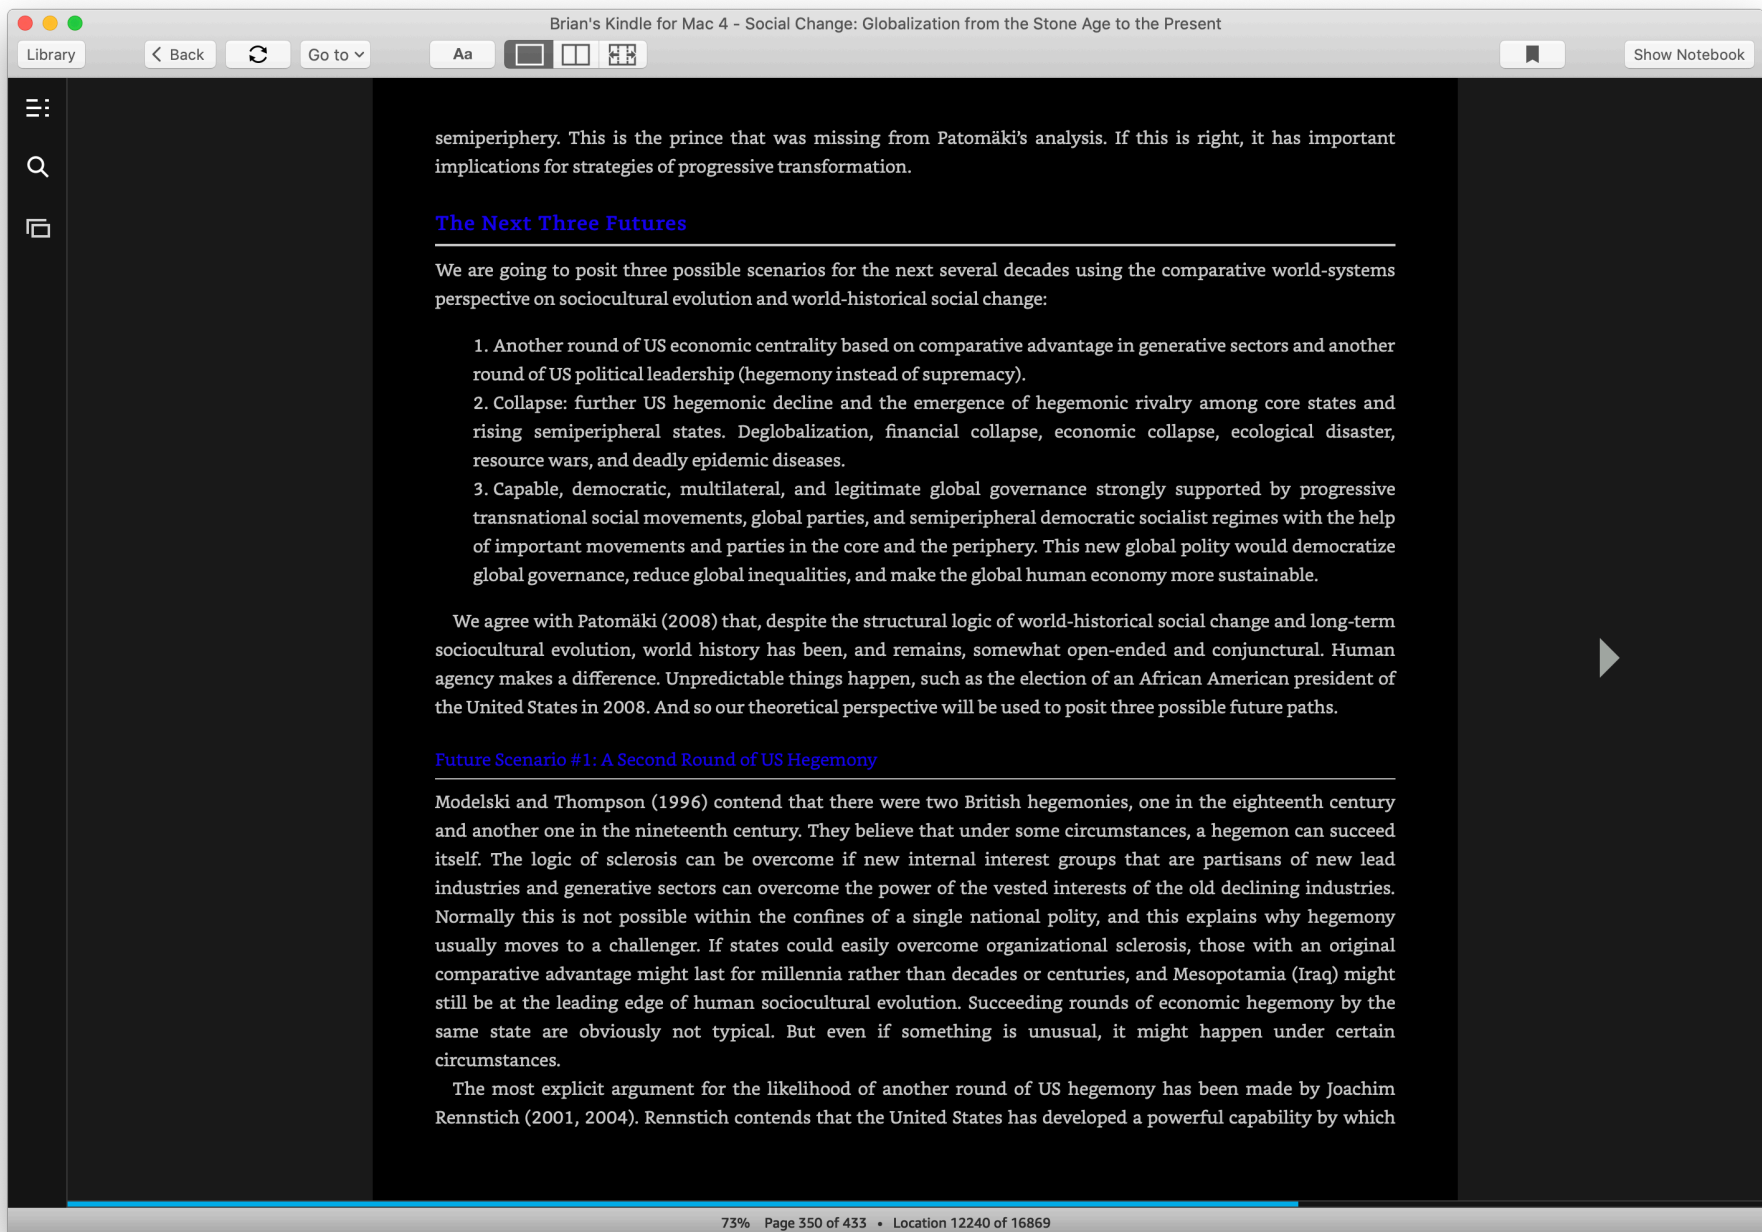 Brian's Kindle for Mac 4 - Social Change: Globalization from the Stone Age to the Present
Library
Back
Go to
Aa
Show Notebook
semiperiphery. This is the prince that was missing from Patomäki’s analysis. If this is right, it has important
implications for strategies of progressive transformation.
The Next Three Futures
We are going to posit three possible scenarios for the next several decades using the comparative world-systems
perspective on sociocultural evolution and world-historical social change:
1. Another round of US economic centrality based on comparative advantage in generative sectors and another
round of US political leadership (hegemony instead of supremacy).
2. Collapse: further US hegemonic decline and the emergence of hegemonic rivalry among core states and
rising semiperipheral states. Deglobalization, financial collapse, economic collapse, ecological disaster,
resource wars, and deadly epidemic diseases.
3. Capable, democratic, multilateral, and legitimate global governance strongly supported by progressive
transnational social movements, global parties, and semiperipheral democratic socialist regimes with the help
of important movements and parties in the core and the periphery. This new global polity would democratize
global governance, reduce global inequalities, and make the global human economy more sustainable.
We agree with Patomäki (2008) that, despite the structural logic of world-historical social change and long-term
sociocultural evolution, world history has been, and remains, somewhat open-ended and conjunctural. Human
agency makes a difference. Unpredictable things happen, such as the election of an African American president of
the United States in 2008. And so our theoretical perspective will be used to posit three possible future paths.
Future Scenario #1: A Second Round of US Hegemony
Modelski and Thompson (1996) contend that there were two British hegemonies, one in the eighteenth century
and another one in the nineteenth century. They believe that under some circumstances, a hegemon can succeed
itself. The logic of sclerosis can be overcome if new internal interest groups that are partisans of new lead
industries and generative sectors can overcome the power of the vested interests of the old declining industries.
Normally this is not possible within the confines of a single national polity, and this explains why hegemony
usually moves to a challenger. If states could easily overcome organizational sclerosis, those with an original
comparative advantage might last for millennia rather than decades or centuries, and Mesopotamia (Iraq) might
still be at the leading edge of human sociocultural evolution. Succeeding rounds of economic hegemony by the
same state are obviously not typical. But even if something is unusual, it might happen under certain
circumstances.
The most explicit argument for the likelihood of another round of US hegemony has been made by Joachim
Rennstich (2001, 2004). Rennstich contends that the United States has developed a powerful capability by which
73% Page 350 of 433 • Location 12240 of 16869